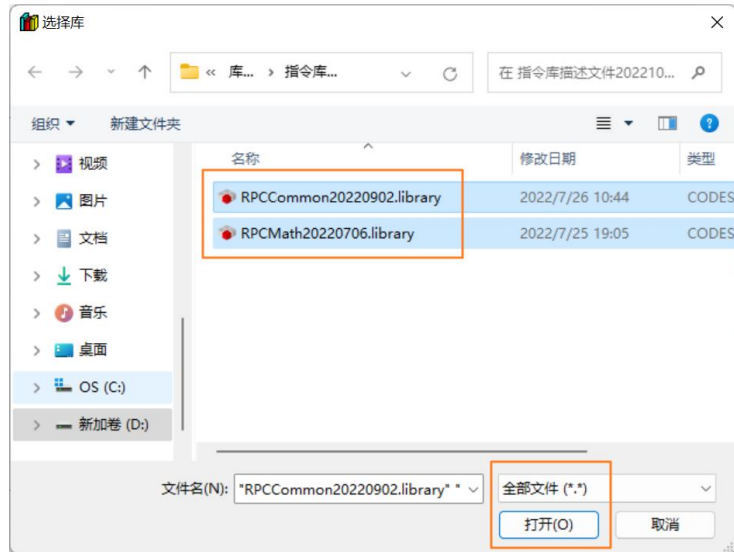 选择库
« 库... › 指令库...
在 指令库描述文件202210...
组织
新建文件夹
名称
修改日期
类型
视频
图片
文档
下载
音乐
桌面
OS (C:)
新加卷 (D:)
RPCCommon20220902.library 2022/7/26 10:44 CODES
RPCMath20220706.library 2022/7/25 19:05 CODES
文件名(N): "RPCCommon20220902.library" "
全部文件 (*.*)
打开(O)
取消